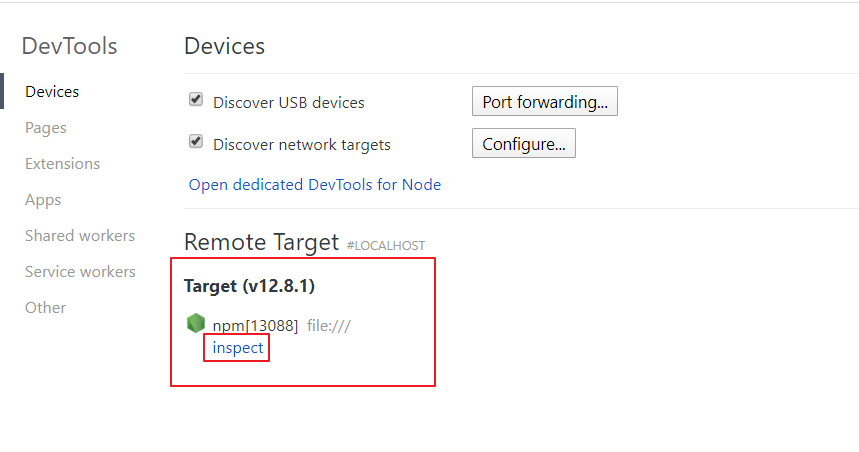 DevTools
Devices
Pages
Extensions
Apps
Shared workers
Service workers
Other
Devices
Discover USB devices
Port forwarding...
Discover network targets
Configure...
Open dedicated DevTools for Node
Remote Target #LOCALHOST
Target (v12.8.1)
npm[13088] file:///
inspect